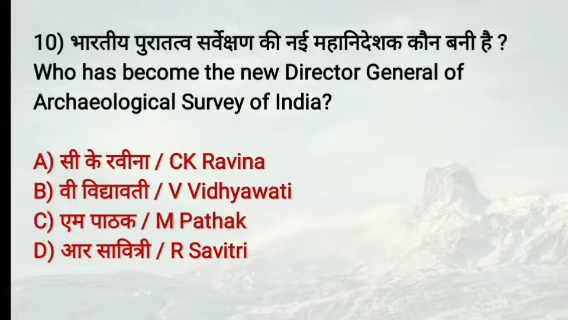 10) भारतीय पुरातत्व सर्वेक्षण की नई महानिदेशक कौन बनी है ?
Who has become the new Director General of
Archaeological Survey of India?
A) सी के रवीना / CK Ravina
B) वी विद्यावती / V Vidhyawati
C) एम पाठक / M Pathak
D) आर सावित्री / R Savitri